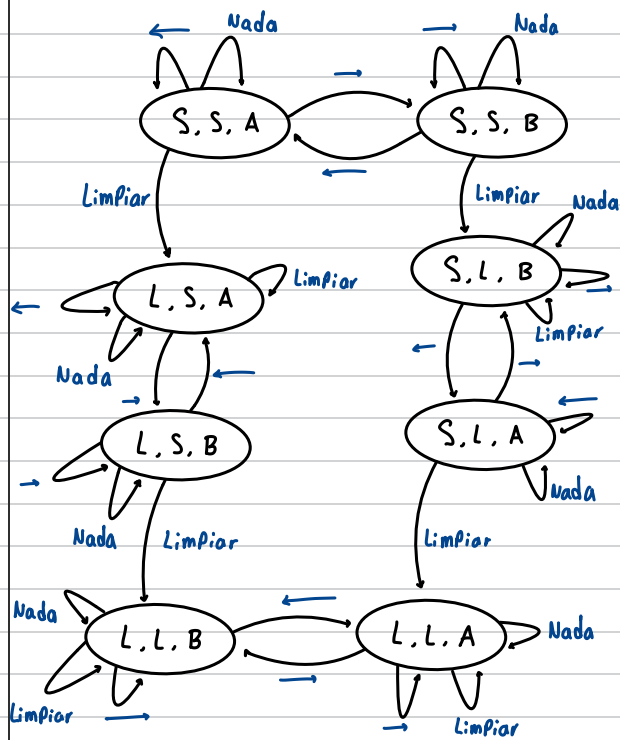 Nada
Nada
S, S, A
S, S, B
Limpiar
Limpiar
Nada
S, L, B
L, S, A
Limpiar
Limpiar
Nada
L, S, B
S, L, A
Nada
Nada
Limpiar
Limpiar
Nada
L, L, B
L, L, A
Nada
Limpiar
Limpiar